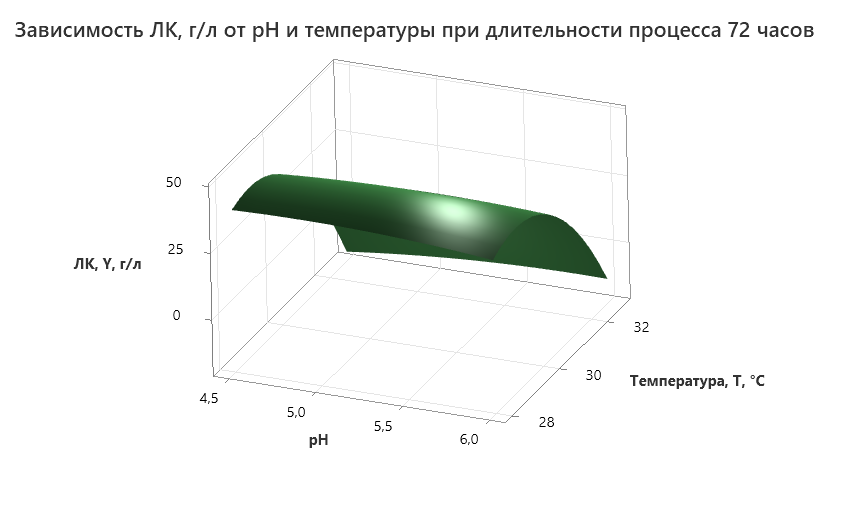 Зависимость ЛК, г/л от pH и температуры при длительности процесса 72 часов
50
25
ЛК, Y, г/л
0
32
30
Температура, T, °C
28
4,5
5,0
5,5
6,0
pH